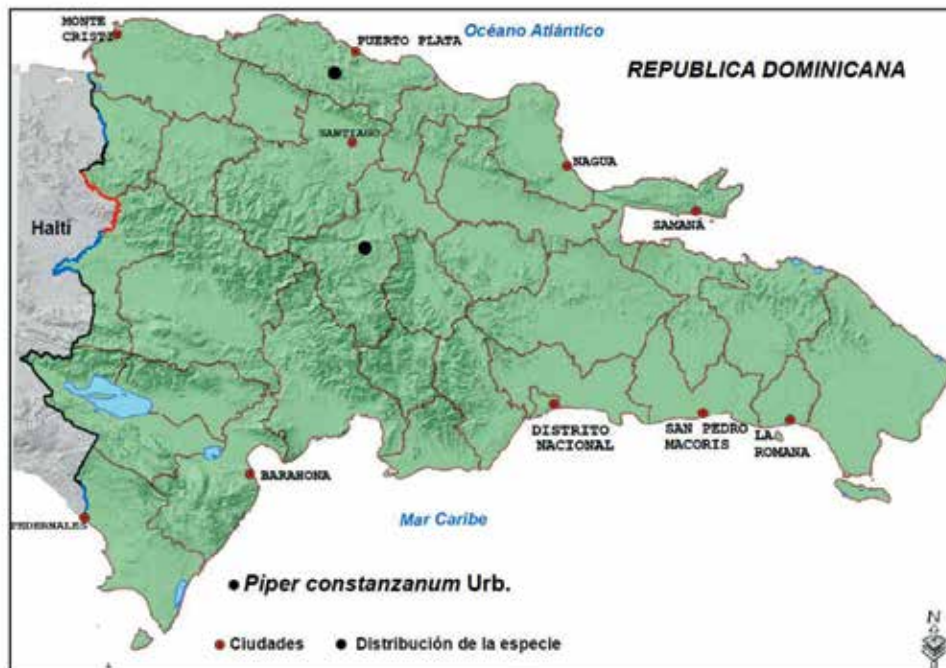 MONTE
CRISTI
PUERTO PLATA
Océano Atlántico
REPUBLICA DOMINICANA
SANTIAGO
NAGUA
SAMANÁ
Haití
DISTRITO
NACIONAL
SAN PEDRO
MACORIS
LA
ROMANA
BARAHONA
PEDERNALES
Mar Caribe
Piper constanzanum Urb.
Ciudades
Distribución de la especie
N